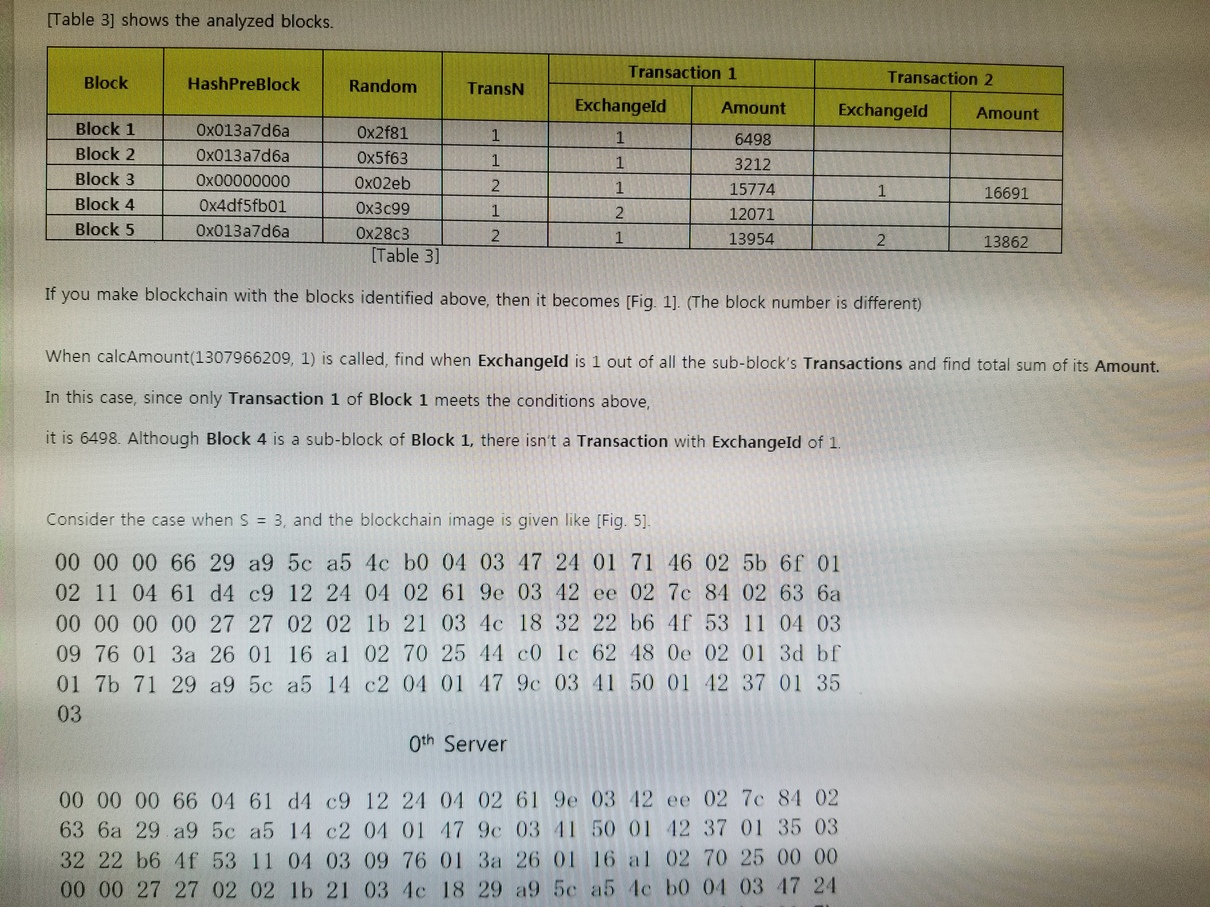 [Table 3] shows the analyzed blocks.
Block HashPreBlock Random TransN Transaction 1 Transaction 2
ExchangeId Amount ExchangeId Amount
Block 1 0x013a7d6a 0x2f81 1 1 6498
Block 2 0x013a7d6a 0x5f63 1 1 3212
Block 3 0x00000000 0x02eb 2 1 15774 1 16691
Block 4 0x4df5fb01 0x3c99 1 2 12071
Block 5 0x013a7d6a 0x28c3 2 1 13954 2 13862
[Table 3]
If you make blockchain with the blocks identified above, then it becomes [Fig. 1]. (The block number is different)
When calcAmount(1307966209, 1) is called, find when ExchangeId is 1 out of all the sub-block's Transactions and find total sum of its Amount.
In this case, since only Transaction 1 of Block 1 meets the conditions above,
it is 6498. Although Block 4 is a sub-block of Block 1, there isn't a Transaction with ExchangeId of 1.
Consider the case when S = 3, and the blockchain image is given like [Fig. 5].
00 00 00 66 29 a9 5c a5 4c b0 04 03 47 24 01 71 46 02 5b 6f 01
02 11 04 61 d4 c9 12 24 04 02 61 9e 03 42 ee 02 7c 84 02 63 6a
00 00 00 00 27 27 02 02 1b 21 03 4c 18 32 22 b6 4f 53 11 04 03
09 76 01 3a 26 01 16 a1 02 70 25 44 c0 1c 62 48 0e 02 01 3d bf
01 7b 71 29 a9 5c a5 14 c2 04 01 47 9c 03 41 50 01 42 37 01 35
03
0th Server
00 00 00 66 04 61 d4 c9 12 24 04 02 61 9e 03 42 ee 02 7c 84 02
63 6a 29 a9 5c a5 14 c2 04 01 47 9c 03 41 50 01 42 37 01 35 03
32 22 b6 4f 53 11 04 03 09 76 01 3a 26 01 16 a1 02 70 25 00 00
00 00 27 27 02 02 1b 21 03 4c 18 29 a9 5c a5 4c b0 04 03 47 24